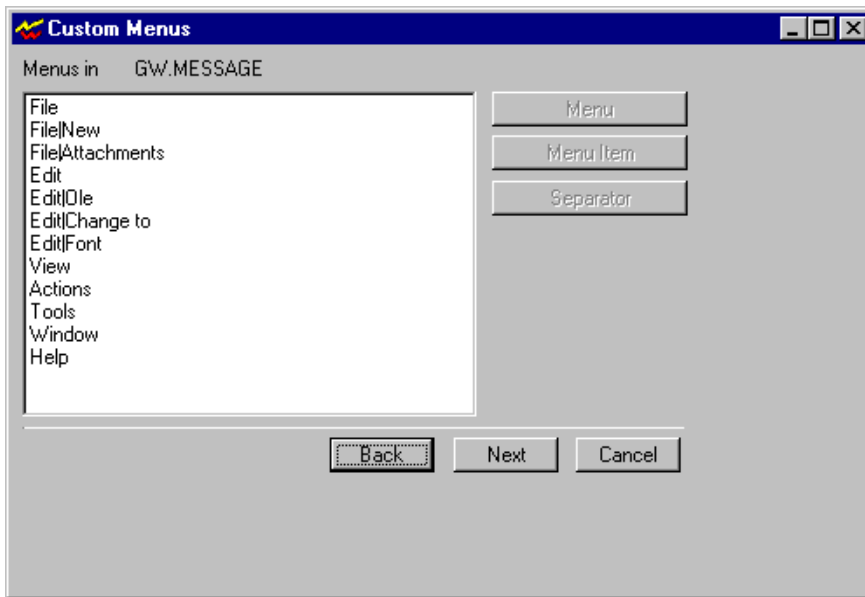 Custom Menus
Menus in GW.MESSAGE
File
File|New
File|Attachments
Edit
Edit|Ole
Edit|Change to
Edit|Font
View
Actions
Tools
Window
Help
Menu
Menu Item
Separator
Back Next Cancel